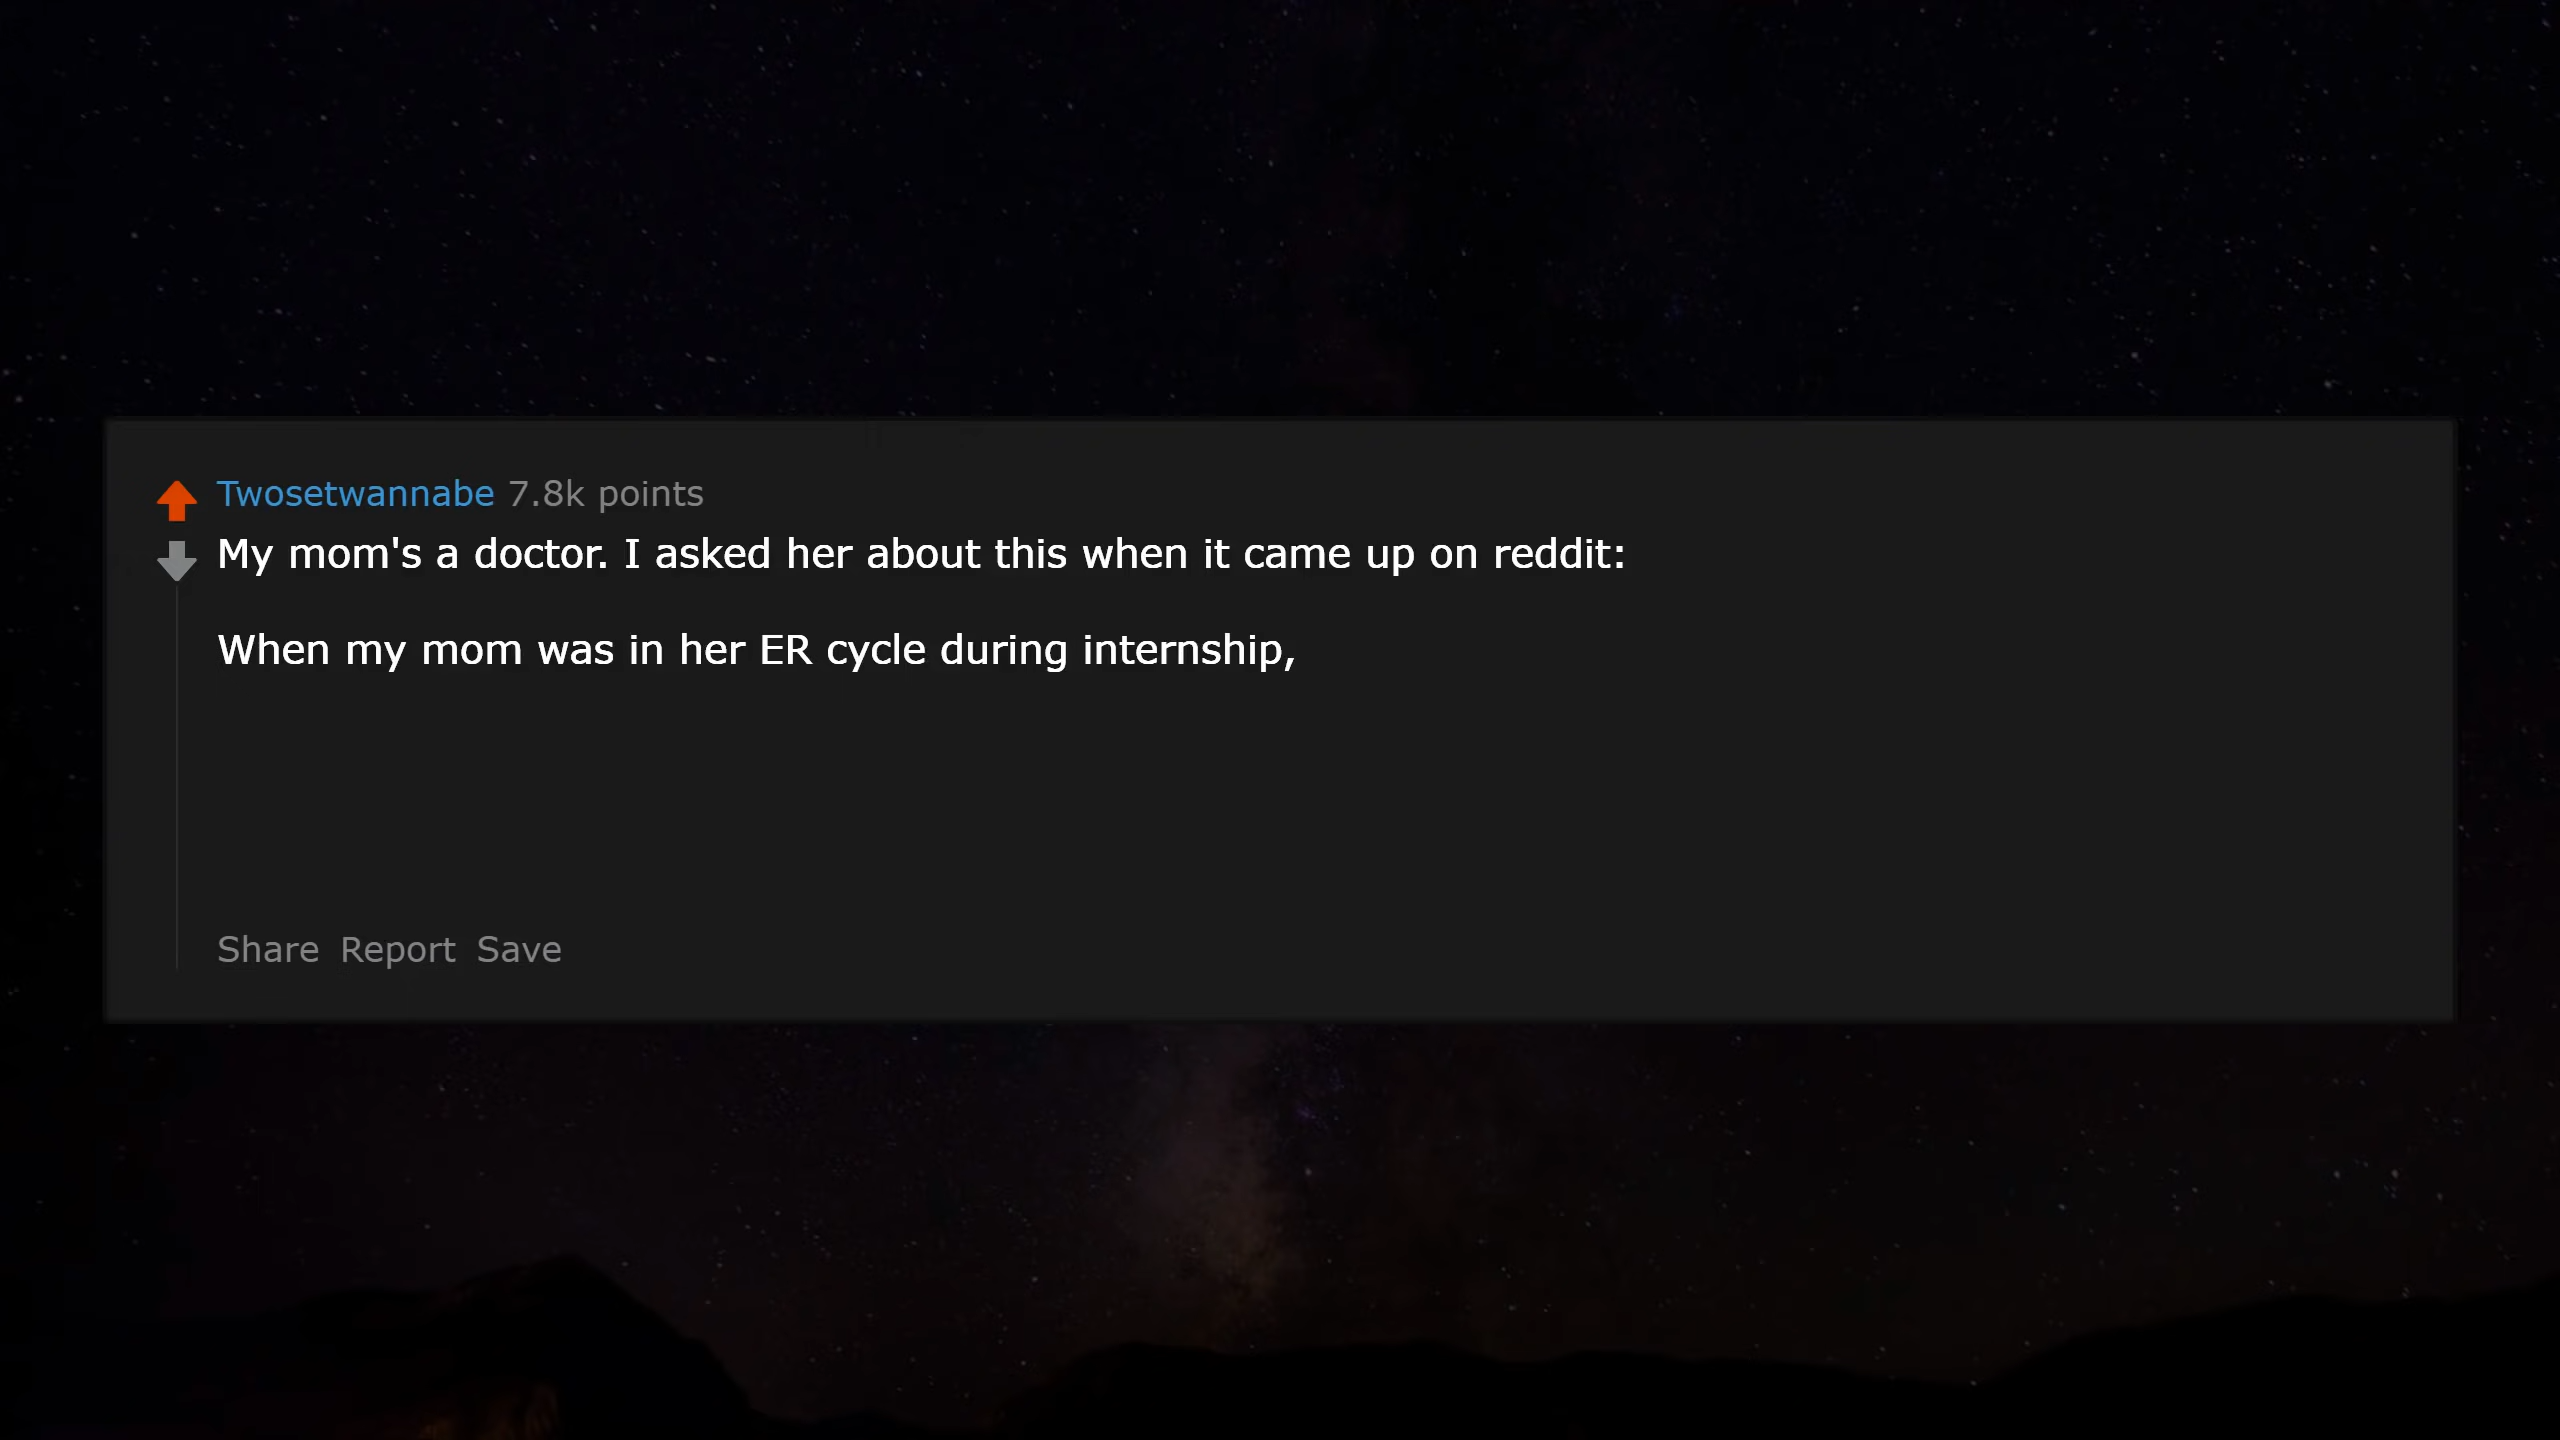 Twosetwannabe 7.8k points
My mom's a doctor. I asked her about this when it came up on reddit:
When my mom was in her ER cycle during internship,
Share Report Save